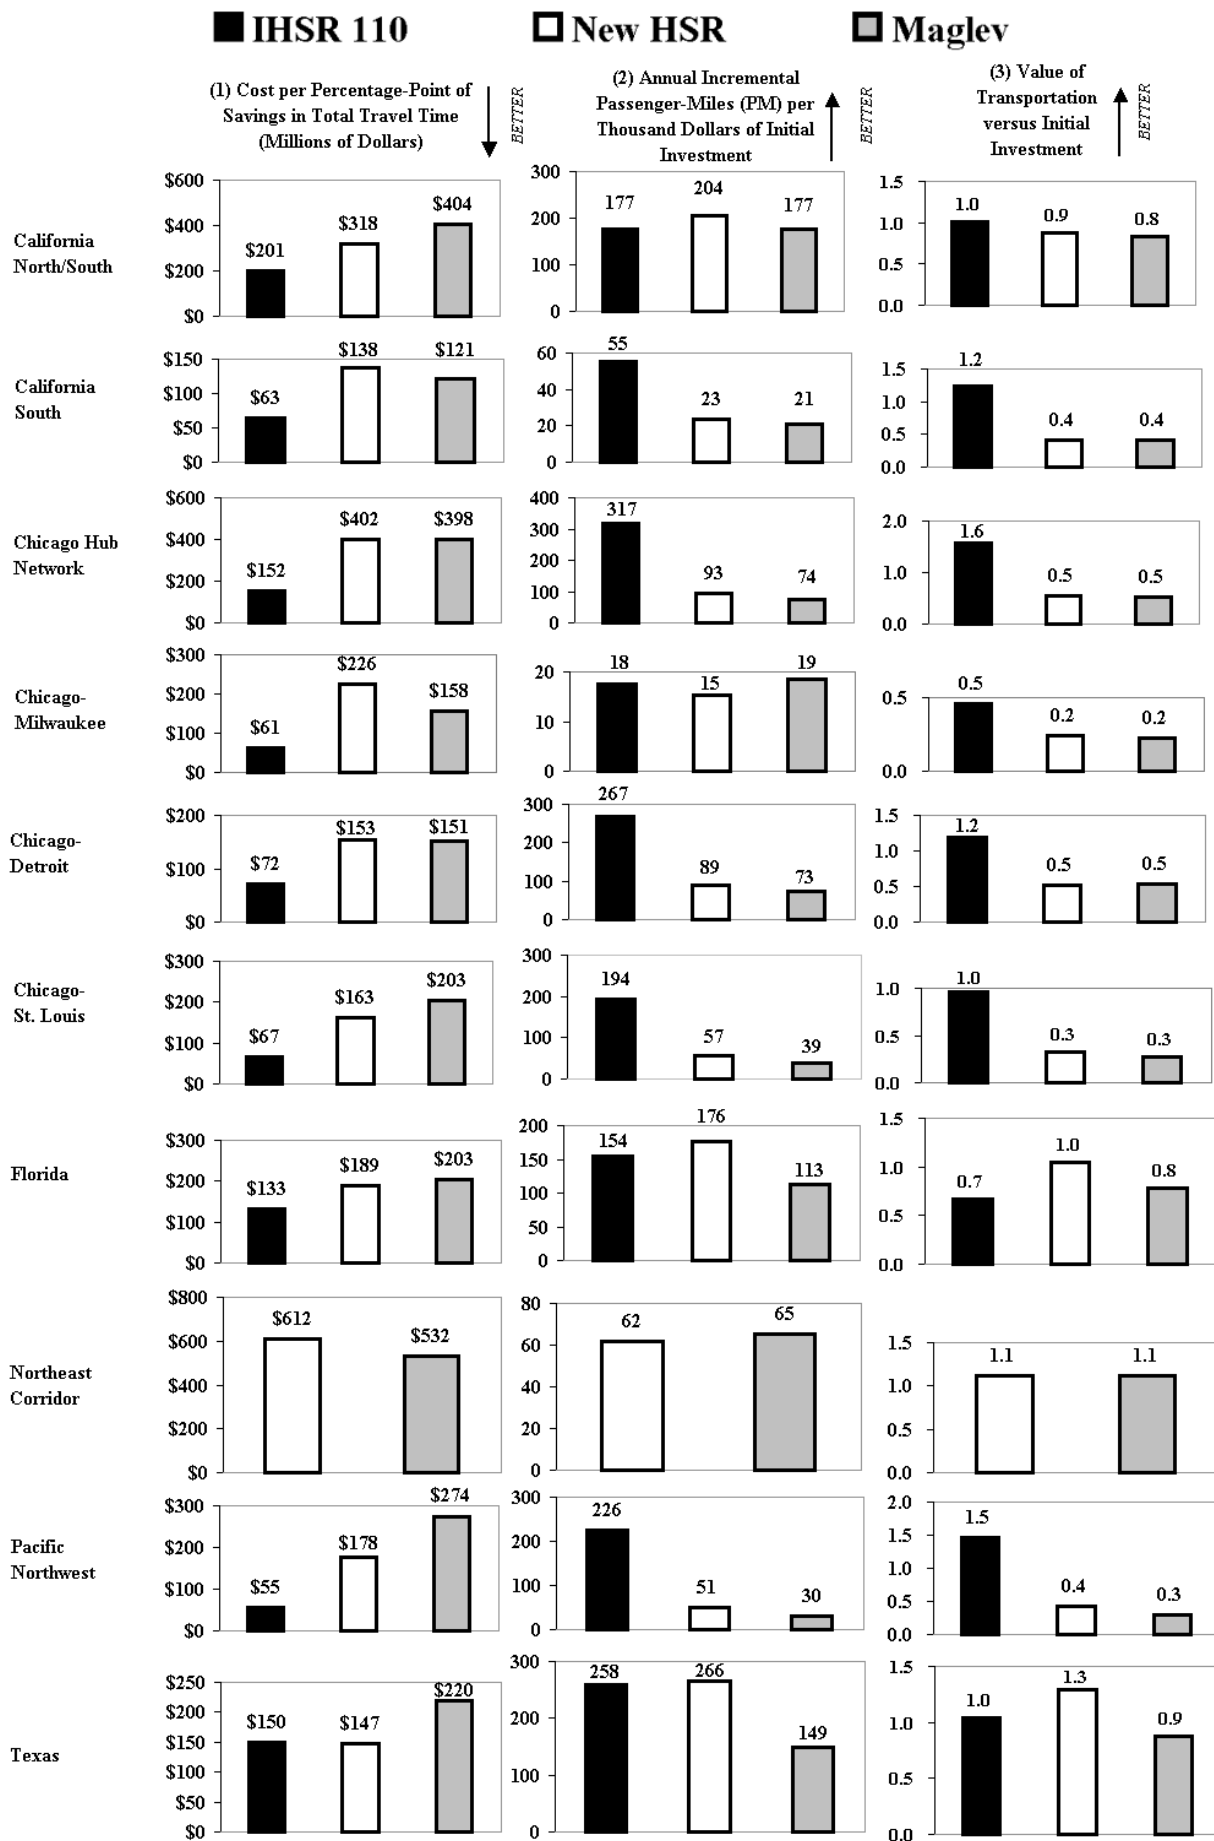 IHSR 110 New HSR Maglev
(1) Cost per Percentage-Point of
Savings in Total Travel Time
(Millions of Dollars)
BETTER
(2) Annual Incremental
Passenger-Miles (PM) per
Thousand Dollars of Initial
Investment
BETTER
(3) Value of
Transportation
versus Initial
Investment
BETTER
California
North/South
$600
$400
$200
$0
$201 $318 $404
300
200
100
0
177 204 177
1.5
1.0
0.5
0.0
1.0 0.9 0.8
California
South
$150
$100
$50
$0
$63 $138 $121
60
40
20
0
55 23 21
1.5
1.0
0.5
0.0
1.2 0.4 0.4
Chicago Hub
Network
$600
$400
$200
$0
$152 $402 $398
400
300
200
100
0
317 93 74
2.0
1.0
0.0
1.6 0.5 0.5
Chicago-
Milwaukee
$300
$200
$100
$0
$61 $226 $158
20
10
0
18 15 19
0.5
0.0
0.5 0.2 0.2
Chicago-
Detroit
$200
$100
$0
$72 $153 $151
300
200
100
0
267 89 73
1.5
1.0
0.5
0.0
1.2 0.5 0.5
Chicago-
St. Louis
$300
$200
$100
$0
$67 $163 $203
300
200
100
0
194 57 39
1.0
0.5
0.0
1.0 0.3 0.3
Florida
$300
$200
$100
$0
$133 $189 $203
200
150
100
50
0
154 176 113
1.5
1.0
0.5
0.0
0.7 1.0 0.8
Northeast
Corridor
$800
$600
$400
$200
$0
$612 $532
80
60
40
20
0
62 65
1.5
1.0
0.5
0.0
1.1 1.1
Pacific
Northwest
$300
$200
$100
$0
$55 $178 $274
300
200
100
0
226 51 30
2.0
1.5
1.0
0.5
0.0
1.5 0.4 0.3
Texas
$250
$200
$150
$100
$50
$0
$150 $147 $220
300
200
100
0
258 266 149
1.5
1.0
0.5
0.0
1.0 1.3 0.9